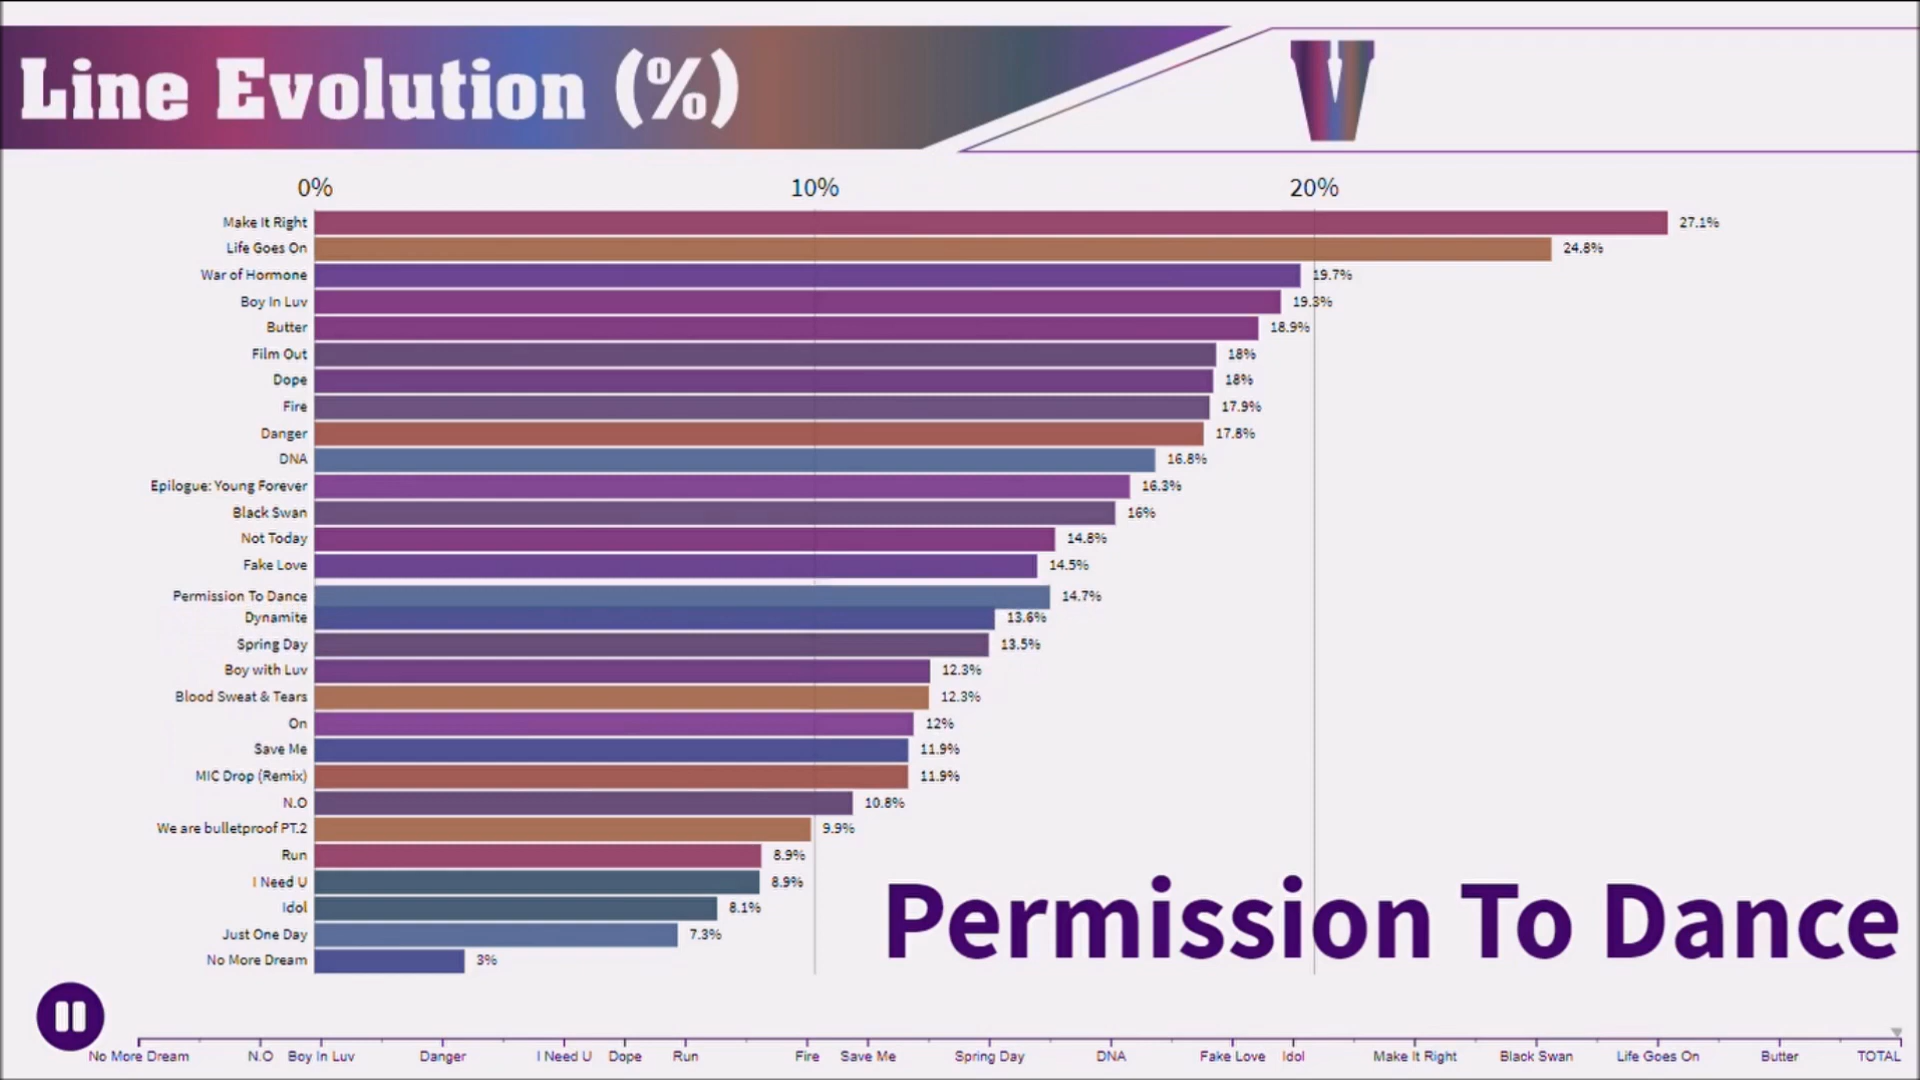 Line Evolution (%)
V
0% 10% 20%
Make It Right 27.1%
Life Goes On 24.8%
War of Hormone 19.7%
Boy In Luv 19.3%
Butter 18.9%
Film Out 18%
Dope 18%
Fire 17.9%
Danger 17.8%
DNA 16.8%
Epilogue: Young Forever 16.3%
Black Swan 16%
Not Today 14.8%
Fake Love 14.5%
Permission To Dance 14.7%
Dynamite 13.6%
Spring Day 13.5%
Boy with Luv 12.3%
Blood Sweat & Tears 12.3%
On 12%
Save Me 11.9%
MIC Drop (Remix) 11.9%
N.O 10.8%
We are bulletproof PT.2 9.9%
Run 8.9%
I Need U 8.9%
Idol 8.1%
Just One Day 7.3%
No More Dream 3%
Permission To Dance
No More Dream N.O Boy In Luv Danger I Need U Dope Run Fire Save Me Spring Day DNA Fake Love Idol Make It Right Black Swan Life Goes On Butter TOTAL